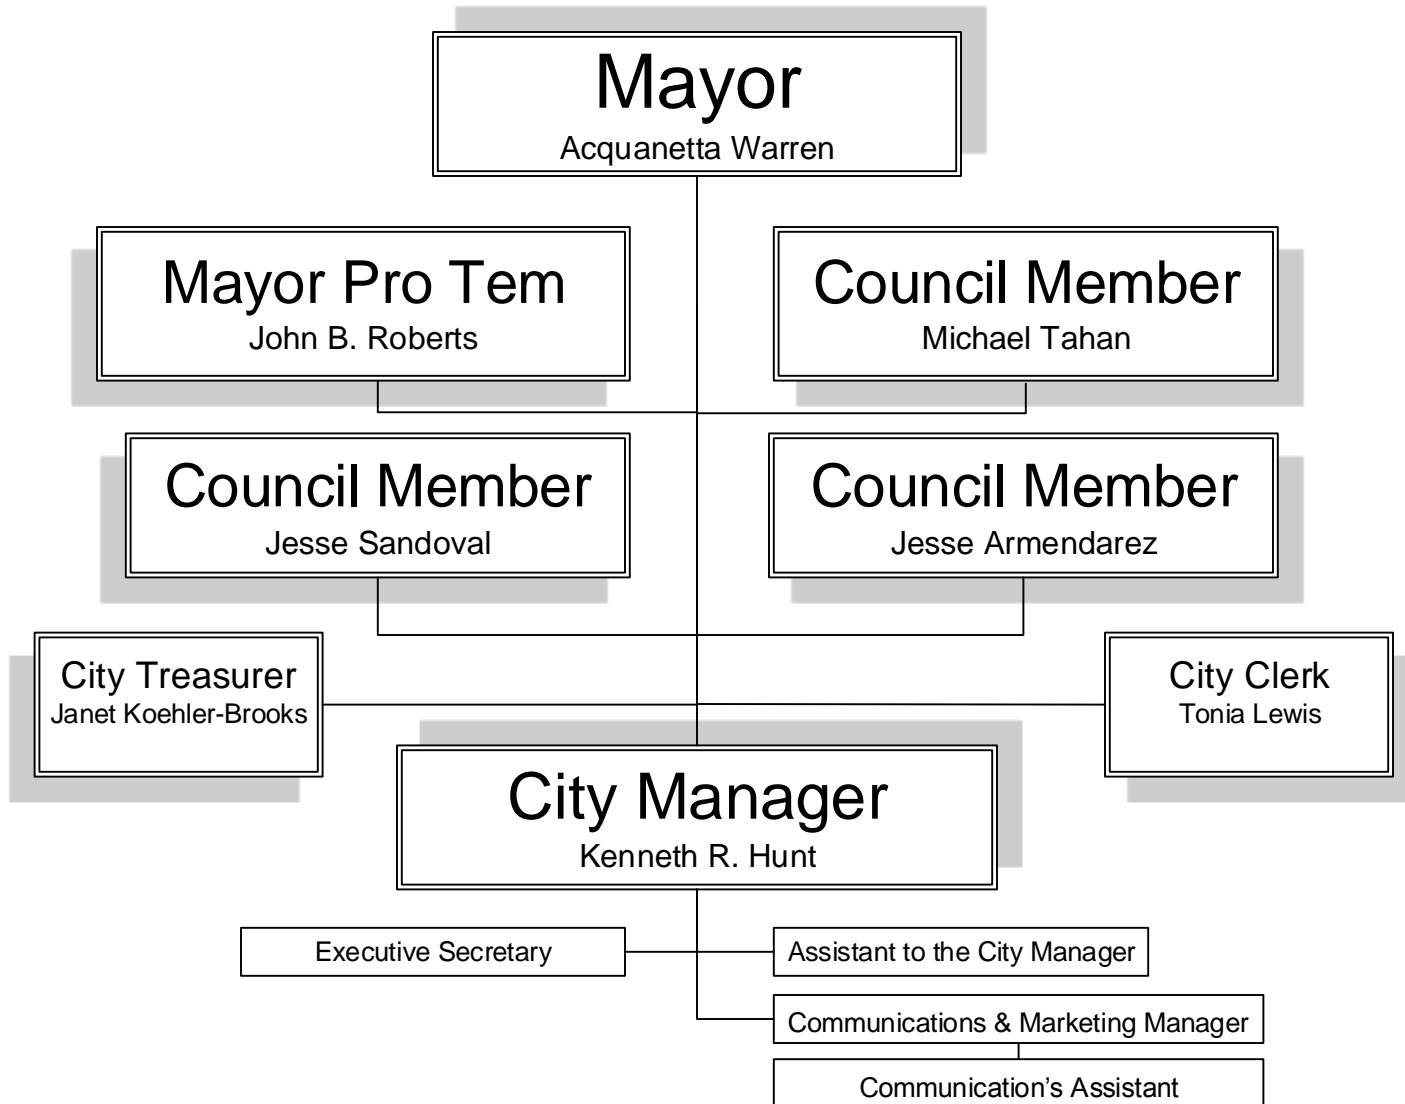 Mayor
Acquanetta Warren
Mayor Pro Tem
John B. Roberts
Council Member
Michael Tahan
Council Member
Jesse Sandoval
Council Member
Jesse Armendarez
City Treasurer
Janet Koehler-Brooks
City Clerk
Tonia Lewis
City Manager
Kenneth R. Hunt
Executive Secretary
Assistant to the City Manager
Communications & Marketing Manager
Communication’s Assistant